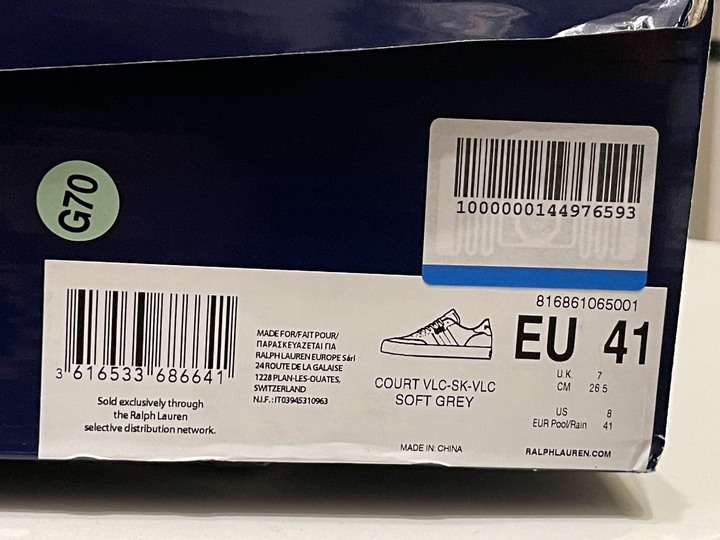 G70
1000000144976593
3 616533 686641
Sold exclusively through
the Ralph Lauren
selective distribution network.
MADE FOR/FAIT POUR/
ΠΑΡΑΣΚΕΥΑΖΕΤΑΙ ΓΙΑ
RALPH LAUREN EUROPE Sárl
24 ROUTE DE LA GALAISE
1228 PLAN-LES-OUATES,
SWITZERLAND
N.I.F.:IT03945310963
COURT VLC-SK-VLC
SOFT GREY
MADE IN: CHINA
816861065001
EU 41
U.K 7
CM 26.5
US 8
EUR Pool/Rain 41
RALPHLAUREN.COM